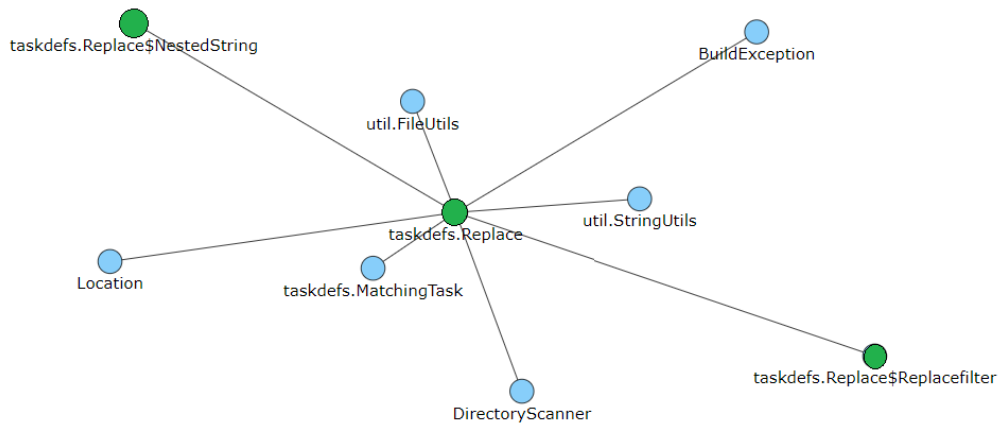 taskdefs.Replace$NestedString
BuildException
util.FileUtils
util.StringUtils
taskdefs.Replace
Location
taskdefs.MatchingTask
taskdefs.Replace$Replacefilter
DirectoryScanner